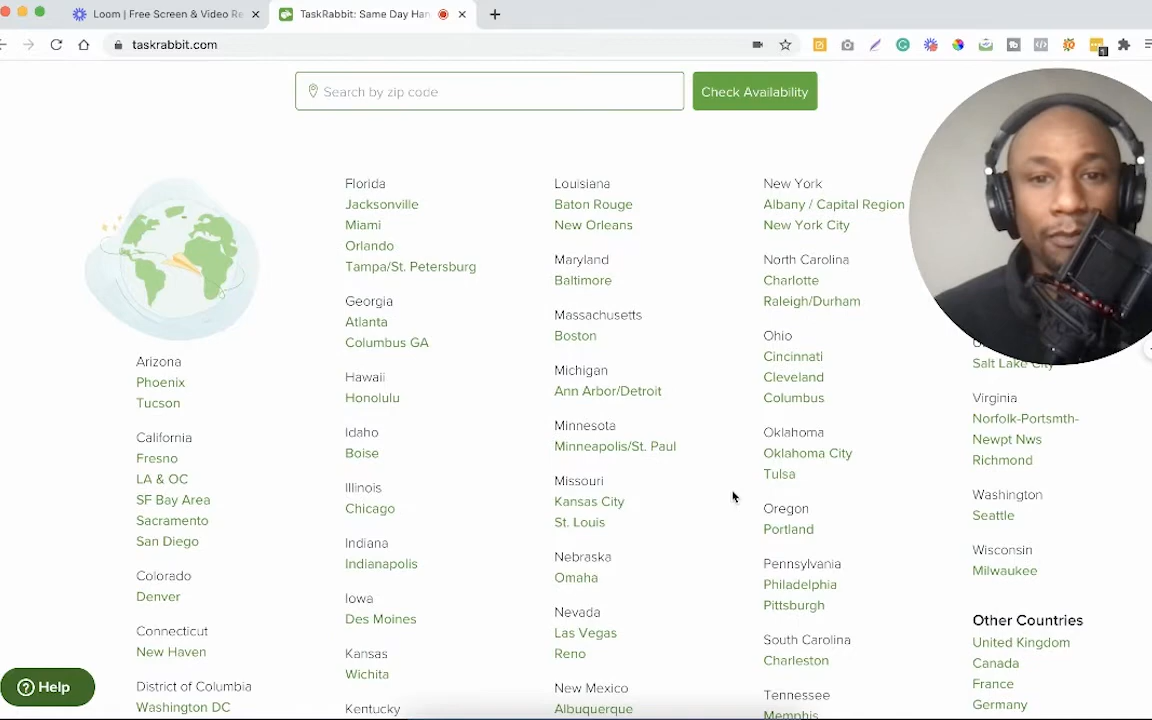 Loom | Free Screen & Video Re
TaskRabbit: Same Day Han
taskrabbit.com
Search by zip code
Check Availability
Arizona
Phoenix
Tucson
California
Fresno
LA & OC
SF Bay Area
Sacramento
San Diego
Colorado
Denver
Connecticut
New Haven
District of Columbia
Washington DC
Florida
Jacksonville
Miami
Orlando
Tampa/St. Petersburg
Georgia
Atlanta
Columbus GA
Hawaii
Honolulu
Idaho
Boise
Illinois
Chicago
Indiana
Indianapolis
Iowa
Des Moines
Kansas
Wichita
Kentucky
Louisiana
Baton Rouge
New Orleans
Maryland
Baltimore
Massachusetts
Boston
Michigan
Ann Arbor/Detroit
Minnesota
Minneapolis/St. Paul
Missouri
Kansas City
St. Louis
Nebraska
Omaha
Nevada
Las Vegas
Reno
New Mexico
Albuquerque
New York
Albany / Capital Region
New York City
North Carolina
Charlotte
Raleigh/Durham
Ohio
Cincinnati
Cleveland
Columbus
Oklahoma
Oklahoma City
Tulsa
Oregon
Portland
Pennsylvania
Philadelphia
Pittsburgh
South Carolina
Charleston
Tennessee
Memphis
Salt Lake City
Virginia
Norfolk-Portsmth-
Newpt Nws
Richmond
Washington
Seattle
Wisconsin
Milwaukee
Other Countries
United Kingdom
Canada
France
Germany
Help